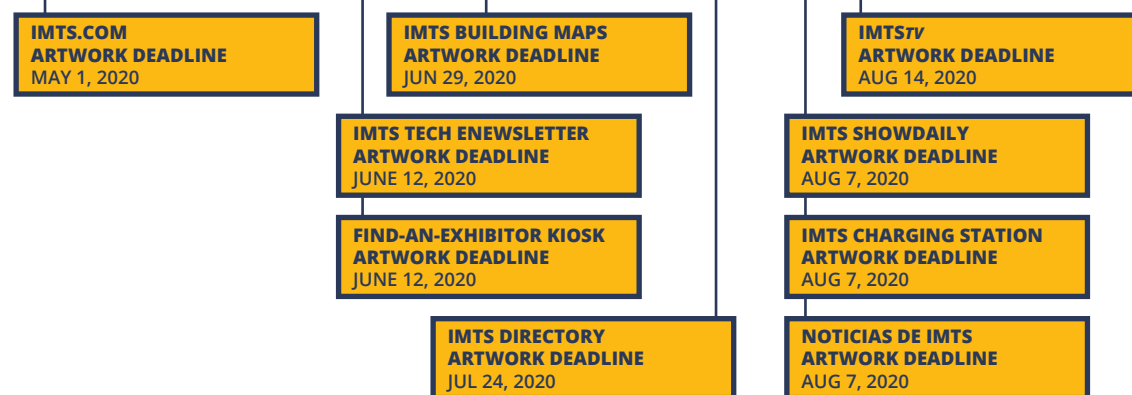 IMTS.COM
ARTWORK DEADLINE
MAY 1, 2020
IMTS BUILDING MAPS
ARTWORK DEADLINE
JUN 29, 2020
IMTSTV
ARTWORK DEADLINE
AUG 14, 2020
IMTS TECH ENEWSLETTER
ARTWORK DEADLINE
JUNE 12, 2020
IMTS SHOWDAILY
ARTWORK DEADLINE
AUG 7, 2020
FIND-AN-EXHIBITOR KIOSK
ARTWORK DEADLINE
JUNE 12, 2020
IMTS CHARGING STATION
ARTWORK DEADLINE
AUG 7, 2020
IMTS DIRECTORY
ARTWORK DEADLINE
JUL 24, 2020
NOTICIAS DE IMTS
ARTWORK DEADLINE
AUG 7, 2020